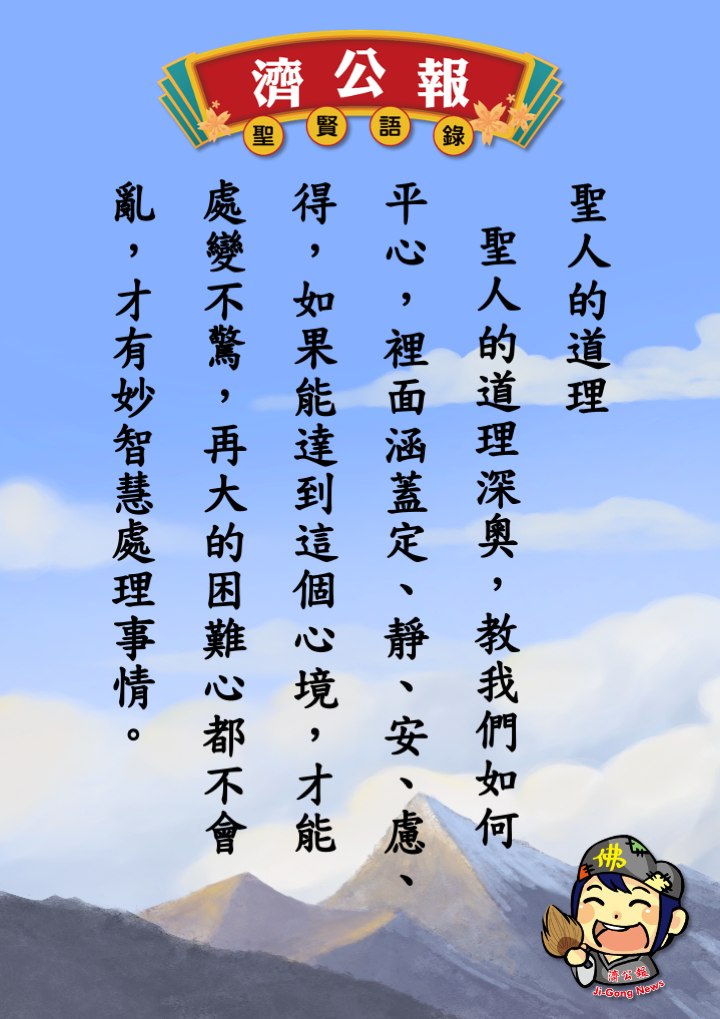 濟公報
聖賢語錄
聖人的道理
聖人的道理深奧，教我們如何
平心，裡面涵蓋定、靜、安、慮、
得，如果能達到這個心境，才能
處變不驚，再大的困難心都不會
亂，才有妙智慧處理事情。
佛
濟公報
Ji-Gong News